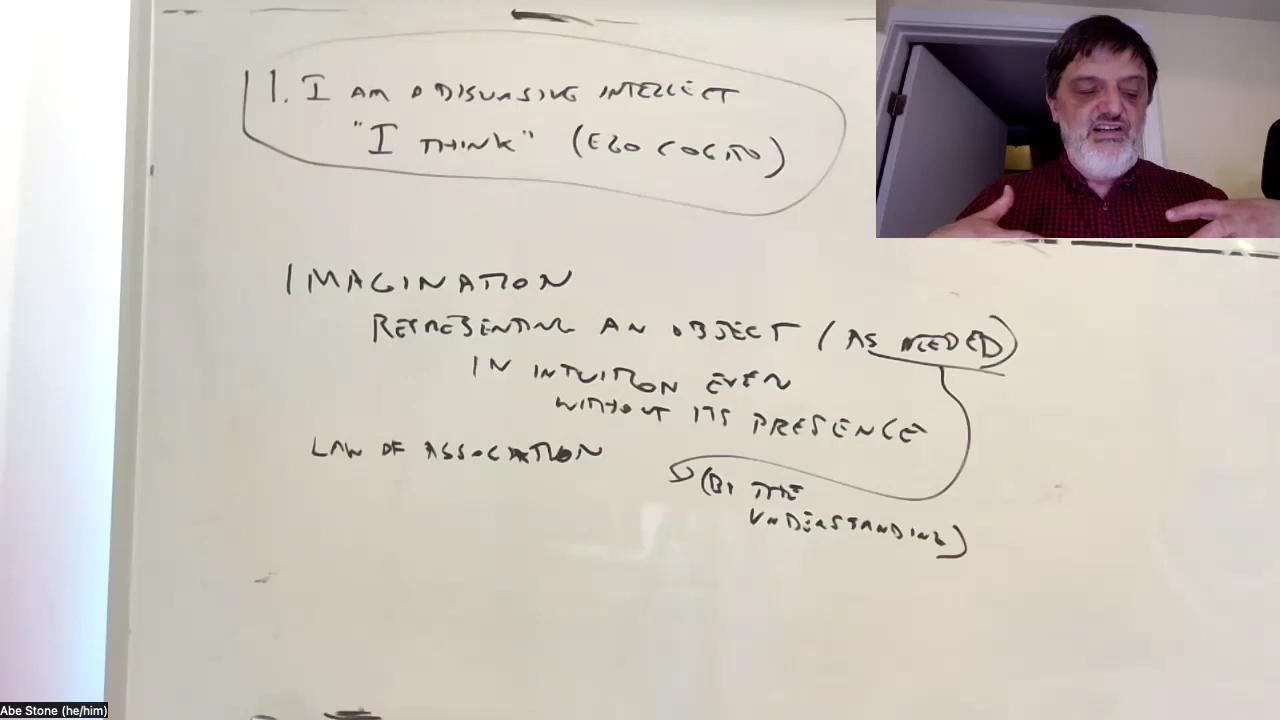 1. I AM A DISCURSIVE INTELLECT
"I THINK" (EGO COGITO)
IMAGINATION
REPRESENTING AN OBJECT (AS NEEDED)
IN INTUITION EVEN
WITHOUT ITS PRESENCE
LAW OF ASSOCIATION
(BY THE
UNDERSTANDING)
Abe Stone (he/him)